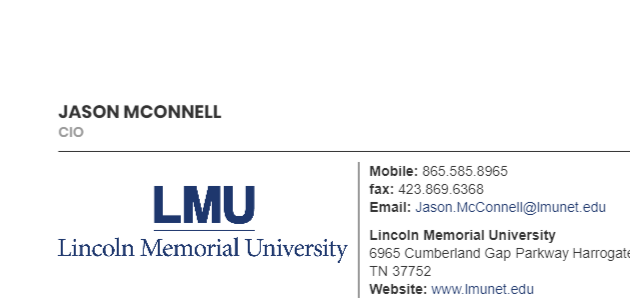 JASON MCONNELL
CIO
LMU
Lincoln Memorial University
Mobile: 865.585.8965
fax: 423.869.6368
Email: Jason.McConnell@lmunet.edu
Lincoln Memorial University
6965 Cumberland Gap Parkway Harrogate
TN 37752
Website: www.lmunet.edu